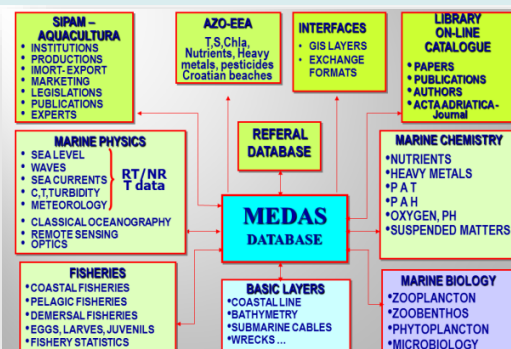 SIPAM –
AQUACULTURA
• INSTITUTIONS
• PRODUCTIONS
• IMORT-EXPORT
• MARKETING
• LEGISLATIONS
• PUBLICATIONS
• EXPERTS
AZO-EEA
T,S,Chla,
Nutrients, Heavy
metals, pesticides
Croatian beaches
INTERFACES
• GIS LAYERS
• EXCHANGE
FORMATS
LIBRARY
ON-LINE
CATALOGUE
• PAPERS
• PUBLICATIONS
• AUTHORS
• ACTA ADRIATICA -
Journal
MARINE PHYSICS
• SEA LEVEL
• WAVES
• SEA CURRENTS
• C,T,TURBIDITY
• METEOROLOGY
RT/NR
T data
• CLASSICAL OCEANOGRAPHY
• REMOTE SENSING
• OPTICS
REFERAL
DATABASE
MEDAS
DATABASE
MARINE CHEMISTRY
• NUTRIENTS
• HEAVY METALS
• P A T
• P A H
• OXYGEN, PH
• SUSPENDED MATTERS
FISHERIES
• COASTAL FISHERIES
• PELAGIC FISHERIES
• DEMERSAL FISHERIES
• EGGS, LARVES, JUVENILS
• FISHERY STATISTICS
BASIC LAYERS
• COASTAL LINE
• BATHYMETRY
• SUBMARINE CABLES
• WRECKS ...
MARINE BIOLOGY
• ZOOPLANCTON
• ZOOBENTHOS
• PHYTOPLANCTON
• MICROBIOLOGY